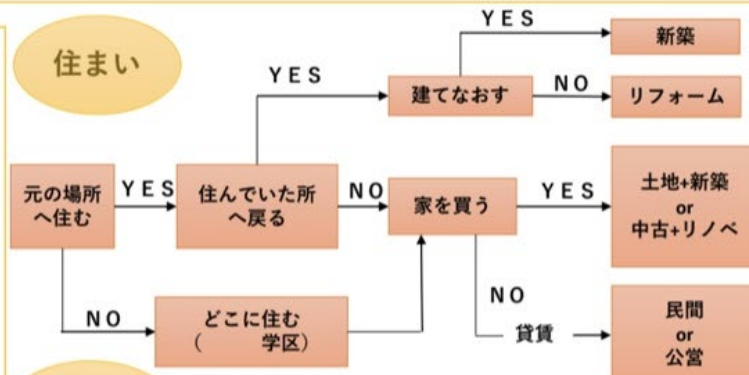 住まい
YES
新築
YES
建てなおす
NO
リフォーム
元の場所
へ住む
YES
住んでいた所
へ戻る
NO
家を買う
YES
土地+新築
or
中古+リノベ
NO
どこに住む
(　　　学区)
NO
賃貸
民間
or
公営